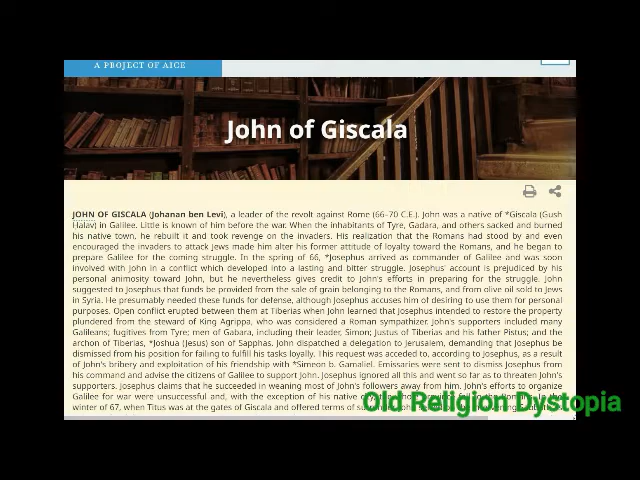 A PROJECT OF AICE
John of Giscala
JOHN OF GISCALA (Johanan ben Levi), a leader of the revolt against Rome (66–70 C.E.). John was a native of *Giscala (Gush
Halav) in Galilee. Little is known of him before the war. When the inhabitants of Tyre, Gadara, and others sacked and burned
his native town, he rebuilt it and took revenge on the invaders. His realization that the Romans had stood by and even
encouraged the invaders to attack Jews made him alter his former attitude of loyalty toward the Romans, and he began to
prepare Galilee for the coming struggle. In the spring of 66, *Josephus arrived as commander of Galilee and was soon
involved with John in a conflict which developed into a lasting and bitter struggle. Josephus' account is prejudiced by his
personal animosity toward John, but he nevertheless gives credit to John's efforts in preparing for the struggle. John
suggested to Josephus that funds be provided from the sale of grain belonging to the Romans, and from olive oil sold to Jews
in Syria. He presumably needed these funds for defense, although Josephus accuses him of desiring to use them for personal
purposes. Open conflict erupted between them at Tiberias when John learned that Josephus intended to restore the property
plundered from the steward of King Agrippa, who was considered a Roman sympathizer. John's supporters included many
Galileans; fugitives from Tyre; men of Gabara, including their leader, Simon; Justus of Tiberias and his father Pistus; and the
archon of Tiberias, *Joshua (Jesus) son of Sapphas. John dispatched a delegation to Jerusalem, demanding that Josephus be
dismissed from his position for failing to fulfill his tasks loyally. This request was acceded to, according to Josephus, as a result
of John's bribery and exploitation of his friendship with *Simeon b. Gamaliel. Emissaries were sent to dismiss Josephus from
his command and advise the citizens of Galilee to support John. Josephus ignored all this and went so far as to threaten John's
supporters. Josephus claims that he succeeded in weaning most of John's followers away from him. John's efforts to organize
Galilee for war were unsuccessful and, with the exception of his native
winter of 67, when Titus was at the gates of Giscala and offered terms of
Old Religion Dystopia